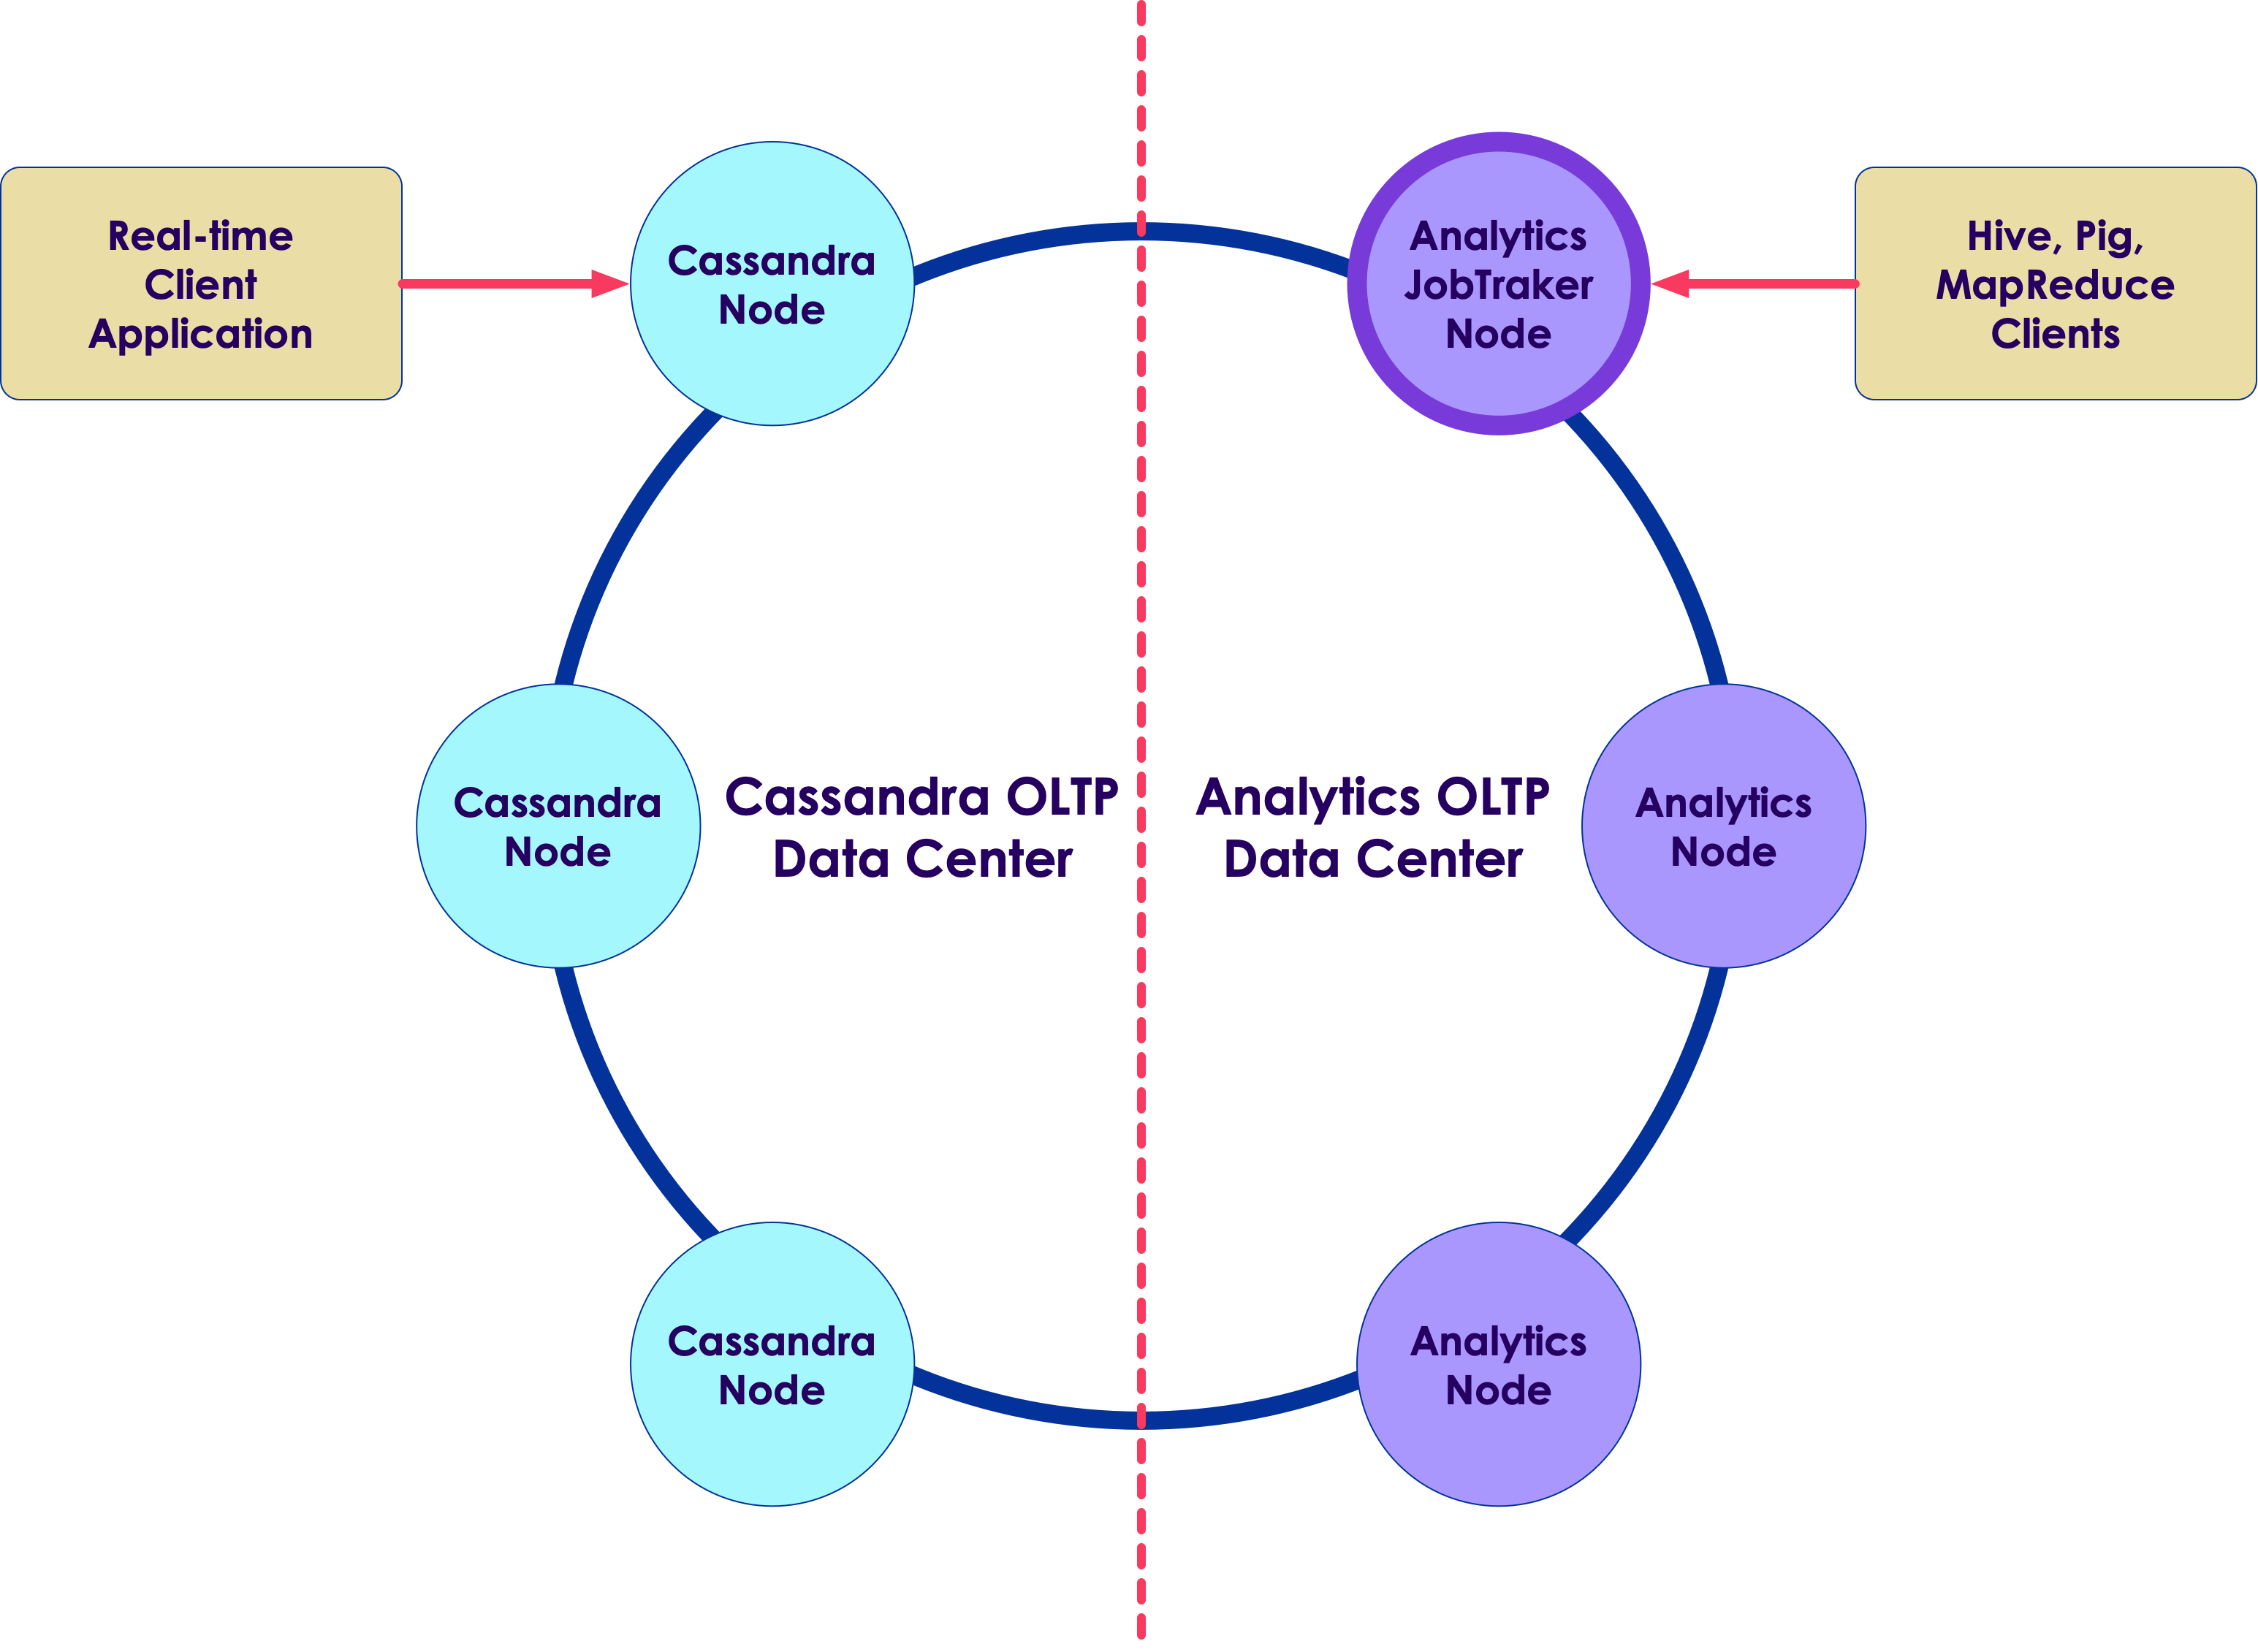 Real-time
Client
Application
Cassandra
Node
Analytics
JobTraker
Node
Hive, Pig,
MapReduce
Clients
Cassandra
Node
Cassandra OLTP
Data Center
Analytics OLTP
Data Center
Analytics
Node
Cassandra
Node
Analytics
Node